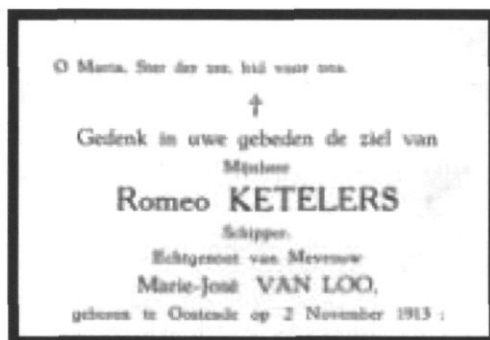 O Maria, Ster der zee, bid voor ons.
Gedenk in uwe gebeden de ziel van
Mijnheer
Romeo KETELERS
Schipper.
Echtgenoot van Mevrouw
Marie-José VAN LOO,
geboren te Oostende op 2 November 1913 ;